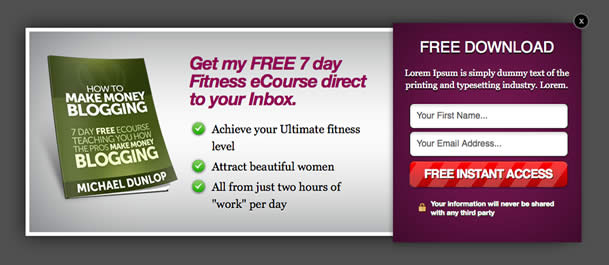 x
HOW TO
MAKE MONEY
BLOGGING
7 DAY FREE ECOURSE
TEACHING YOU HOW
THE PROS MAKE MONEY
BLOGGING
MICHAEL DUNLOP
Get my FREE 7 day
Fitness eCourse direct
to your Inbox.
Achieve your Ultimate fitness
level
Attract beautiful women
All from just two hours of
"work" per day
FREE DOWNLOAD
Lorem Ipsum is simply dummy text of the
printing and typesetting industry. Lorem.
Your First Name...
Your Email Address...
FREE INSTANT ACCESS
Your information will never be shared
with any third party